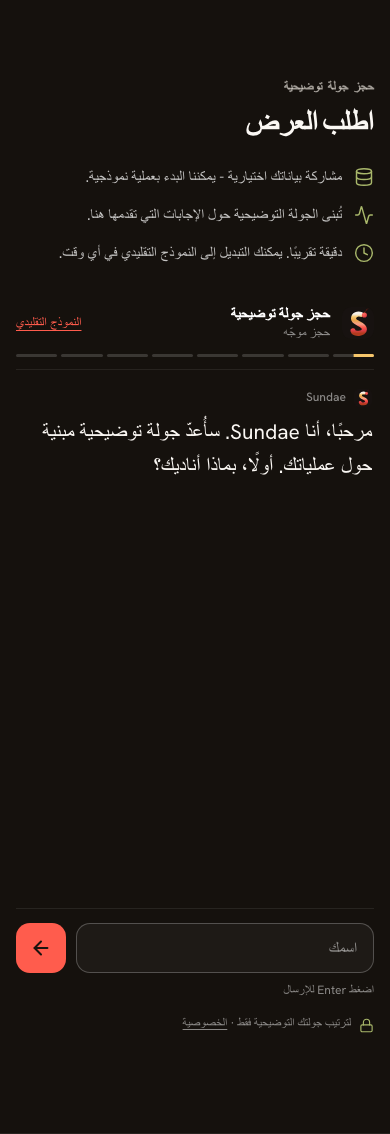 حجز جولة توضيحية
اطلب العرض
مشاركة بياناتك اختيارية - يمكننا البدء بعملية نموذجية.
تُبنى الجولة التوضيحية حول الإجابات التي تقدمها هنا.
دقيقة تقريبًا. يمكنك التبديل إلى النموذج التقليدي في أي وقت.
حجز جولة توضيحية
حجز موجّه
النموذج التقليدي
Sundae
مرحبًا، أنا Sundae. سأُعدّ جولة توضيحية مبنية
حول عملياتك. أولًا، بماذا أناديك؟
اسمك
اضغط Enter للإرسال
لترتيب جولتك التوضيحية فقط · الخصوصية